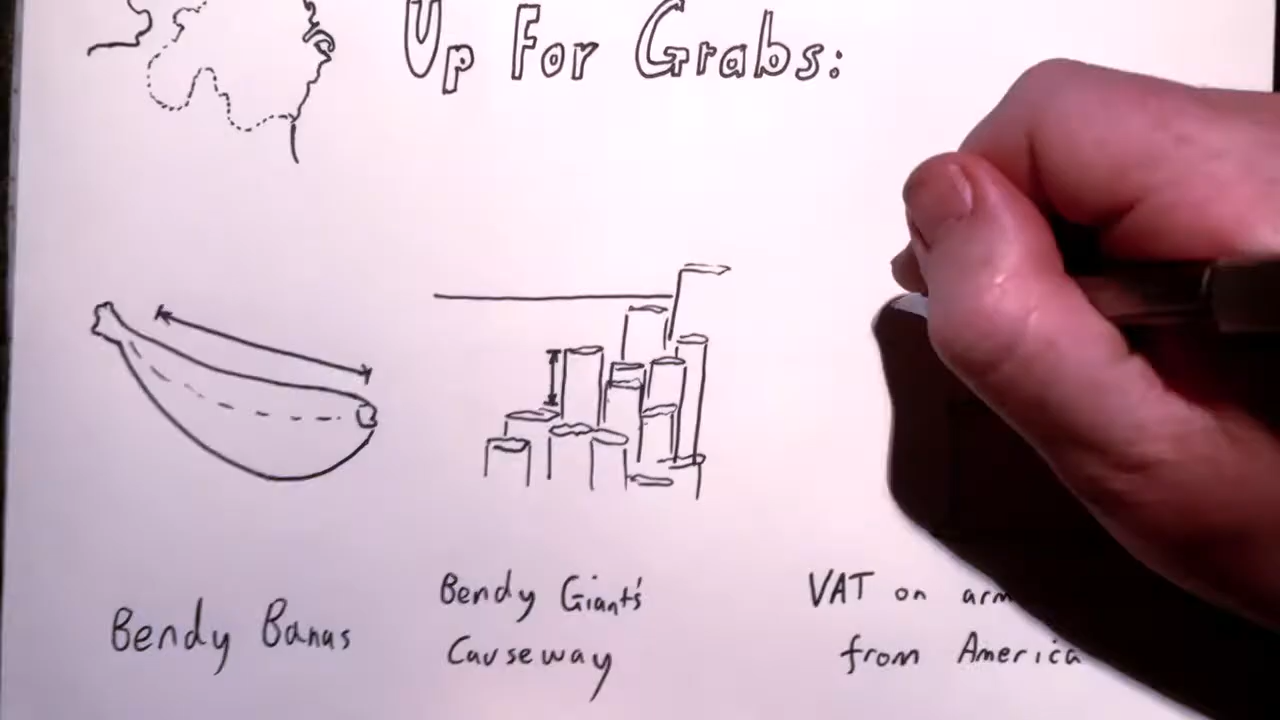 Up For Grabs:
Bendy Banas
Bendy Giant's
Causeway
VAT on
from America